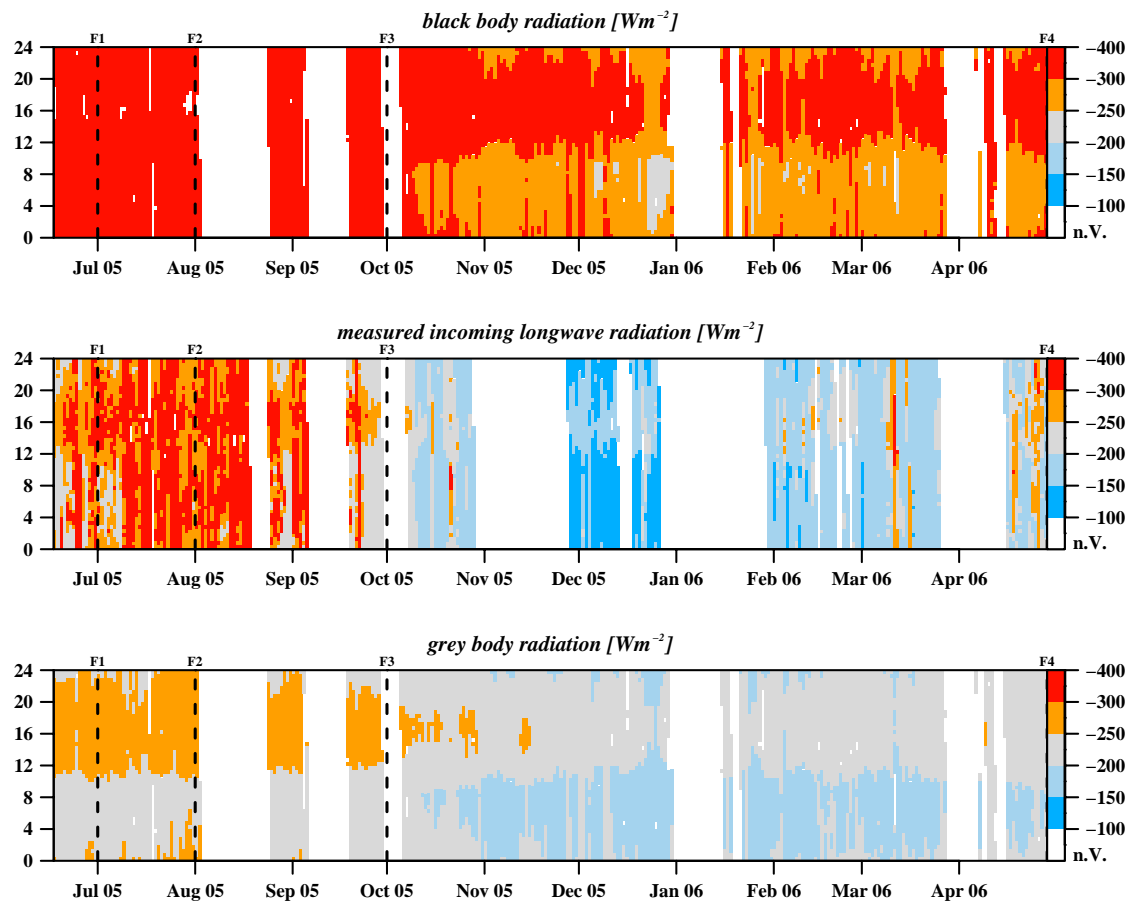 black body radiation [Wm⁻²]
F1 F2 F3 F4
24 20 16 12 8 4 0
−400 −300 −250 −200 −150 −100 n.V.
Jul 05 Aug 05 Sep 05 Oct 05 Nov 05 Dec 05 Jan 06 Feb 06 Mar 06 Apr 06
measured incoming longwave radiation [Wm⁻²]
F1 F2 F3 F4
24 20 16 12 8 4 0
−400 −300 −250 −200 −150 −100 n.V.
Jul 05 Aug 05 Sep 05 Oct 05 Nov 05 Dec 05 Jan 06 Feb 06 Mar 06 Apr 06
grey body radiation [Wm⁻²]
F1 F2 F3 F4
24 20 16 12 8 4 0
−400 −300 −250 −200 −150 −100 n.V.
Jul 05 Aug 05 Sep 05 Oct 05 Nov 05 Dec 05 Jan 06 Feb 06 Mar 06 Apr 06